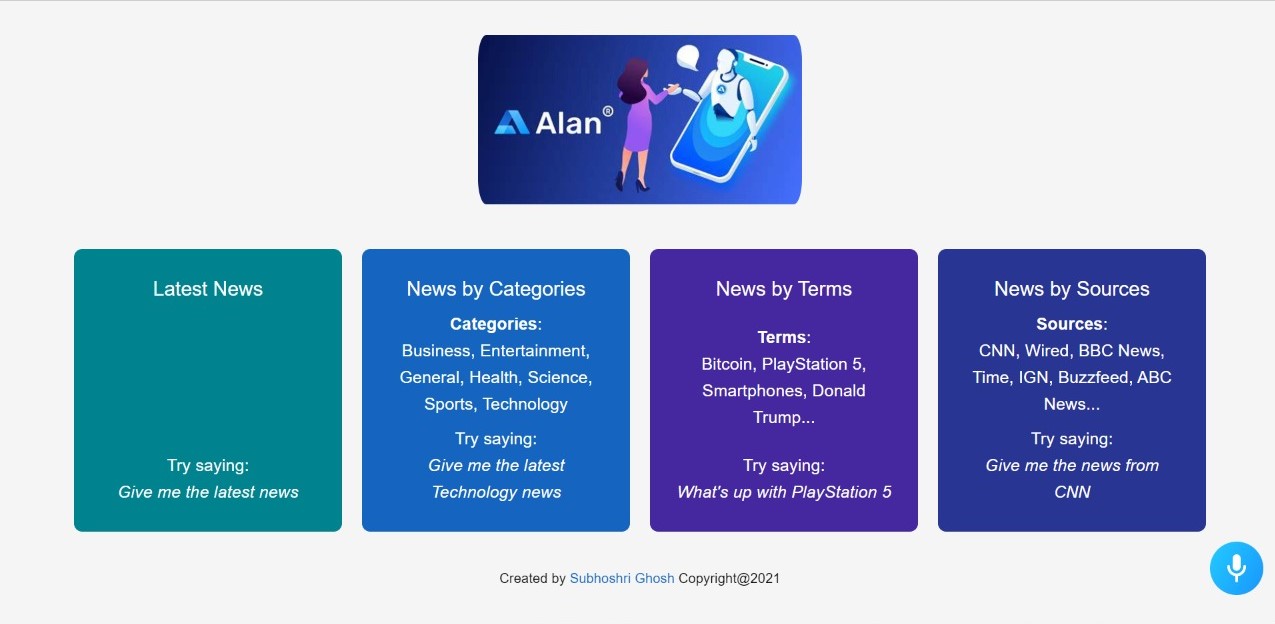 Alan®
Latest News
Try saying:
Give me the latest news
News by Categories
Categories:
Business, Entertainment,
General, Health, Science,
Sports, Technology
Try saying:
Give me the latest
Technology news
News by Terms
Terms:
Bitcoin, PlayStation 5,
Smartphones, Donald
Trump...
Try saying:
What's up with PlayStation 5
News by Sources
Sources:
CNN, Wired, BBC News,
Time, IGN, Buzzfeed, ABC
News...
Try saying:
Give me the news from
CNN
Created by Subhoshri Ghosh Copyright@2021